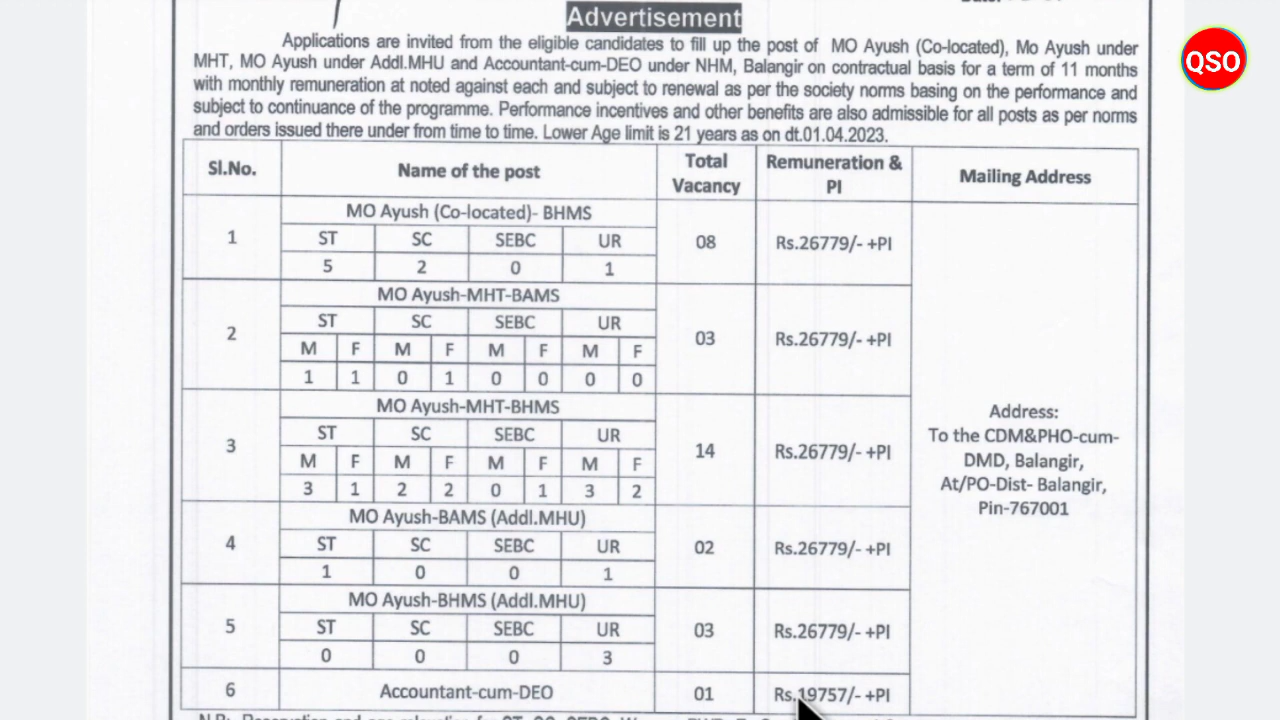 Advertisement
Applications are invited from the eligible candidates to fill up the post of MO Ayush (Co-located), Mo Ayush under
MHT, MO Ayush under Addl.MHU and Accountant-cum-DEO under NHM, Balangir on contractual basis for a term of 11 months
with monthly remuneration at noted against each and subject to renewal as per the society norms basing on the performance and
subject to continuance of the programme. Performance incentives and other benefits are also admissible for all posts as per norms
and orders issued there under from time to time. Lower Age limit is 21 years as on dt.01.04.2023.
QSO
Sl.No. Name of the post Total Vacancy Remuneration & PI Mailing Address
MO Ayush (Co-located)- BHMS
1 ST SC SEBC UR 08 Rs.26779/- +PI
5 2 0 1
MO Ayush-MHT-BAMS
ST SC SEBC UR
2 M F M F M F M F 03 Rs.26779/- +PI
1 1 0 1 0 0 0 0
MO Ayush-MHT-BHMS
ST SC SEBC UR
3 M F M F M F M F 14 Rs.26779/- +PI
3 1 2 2 0 1 3 2
MO Ayush-BAMS (Addl.MHU)
4 ST SC SEBC UR 02 Rs.26779/- +PI
1 0 0 1
MO Ayush-BHMS (Addl.MHU)
5 ST SC SEBC UR 03 Rs.26779/- +PI
0 0 0 3
6 Accountant-cum-DEO 01 Rs.19757/- +PI
Address:
To the CDM&PHO-cum-
DMD, Balangir,
At/PO-Dist- Balangir,
Pin-767001